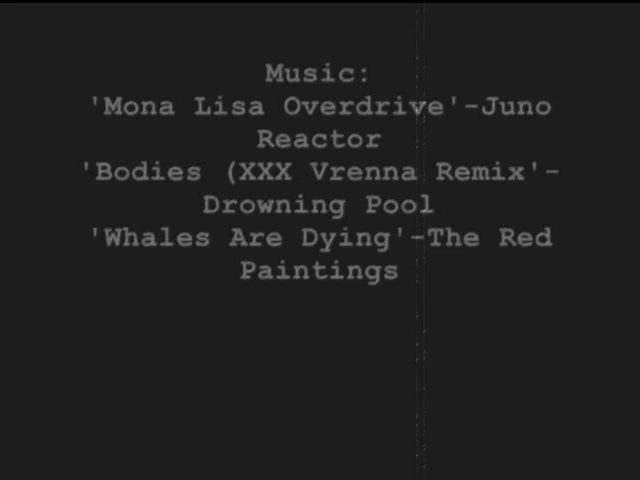 Music:
'Mona Lisa Overdrive'-Juno
Reactor
'Bodies (XXX Vrenna Remix'-
Drowning Pool
'Whales Are Dying'-The Red
Paintings